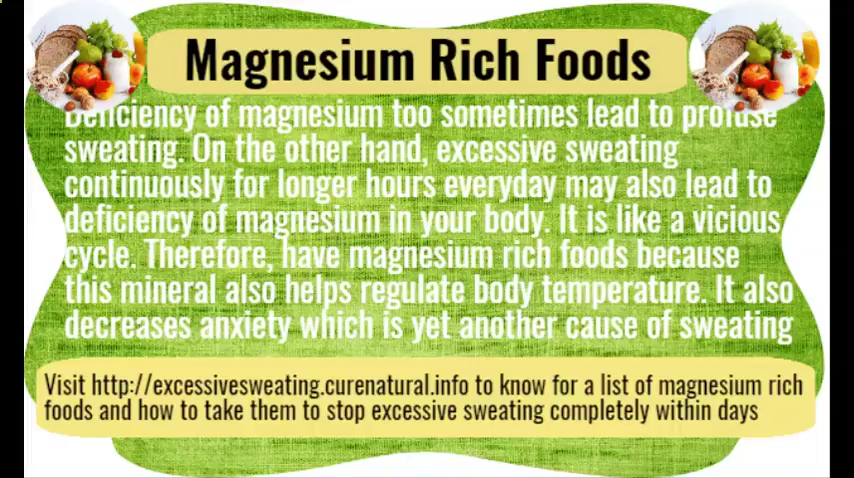 Magnesium Rich Foods
Deficiency of magnesium too sometimes lead to profuse
sweating. On the other hand, excessive sweating
continuously for longer hours everyday may also lead to
deficiency of magnesium in your body. It is like a vicious
cycle. Therefore, have magnesium rich foods because
this mineral also helps regulate body temperature. It also
decreases anxiety which is yet another cause of sweating
Visit http://excessivesweating.curenatural.info to know for a list of magnesium rich
foods and how to take them to stop excessive sweating completely within days